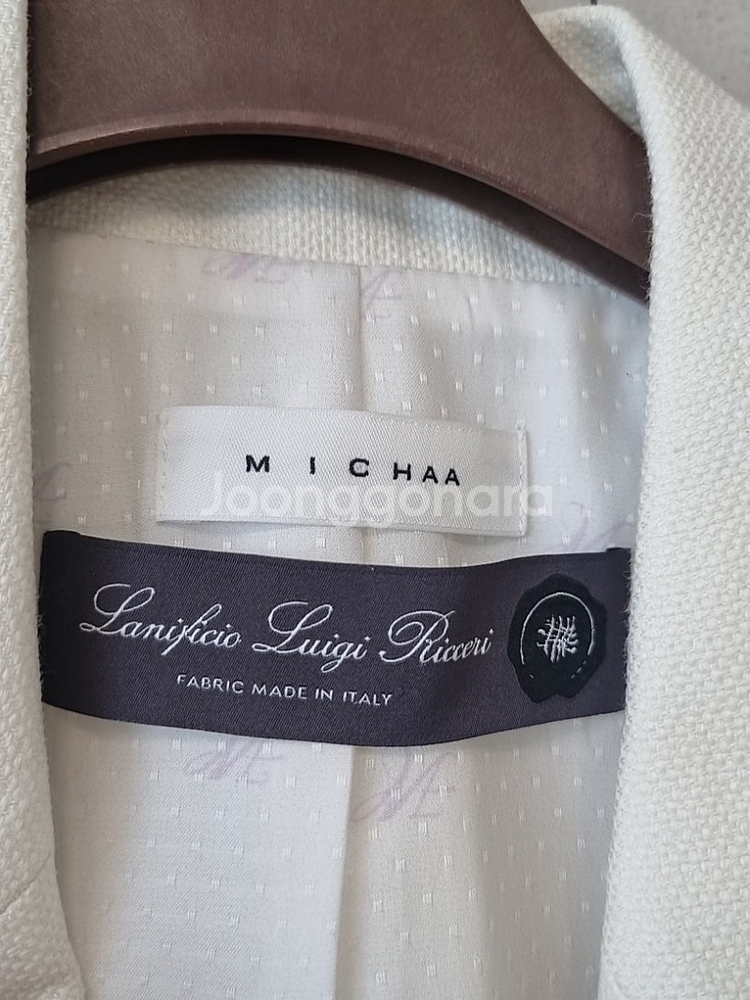 MICHAA
Joonggonara
Lanificio Luigi Ricceri
FABRIC MADE IN ITALY